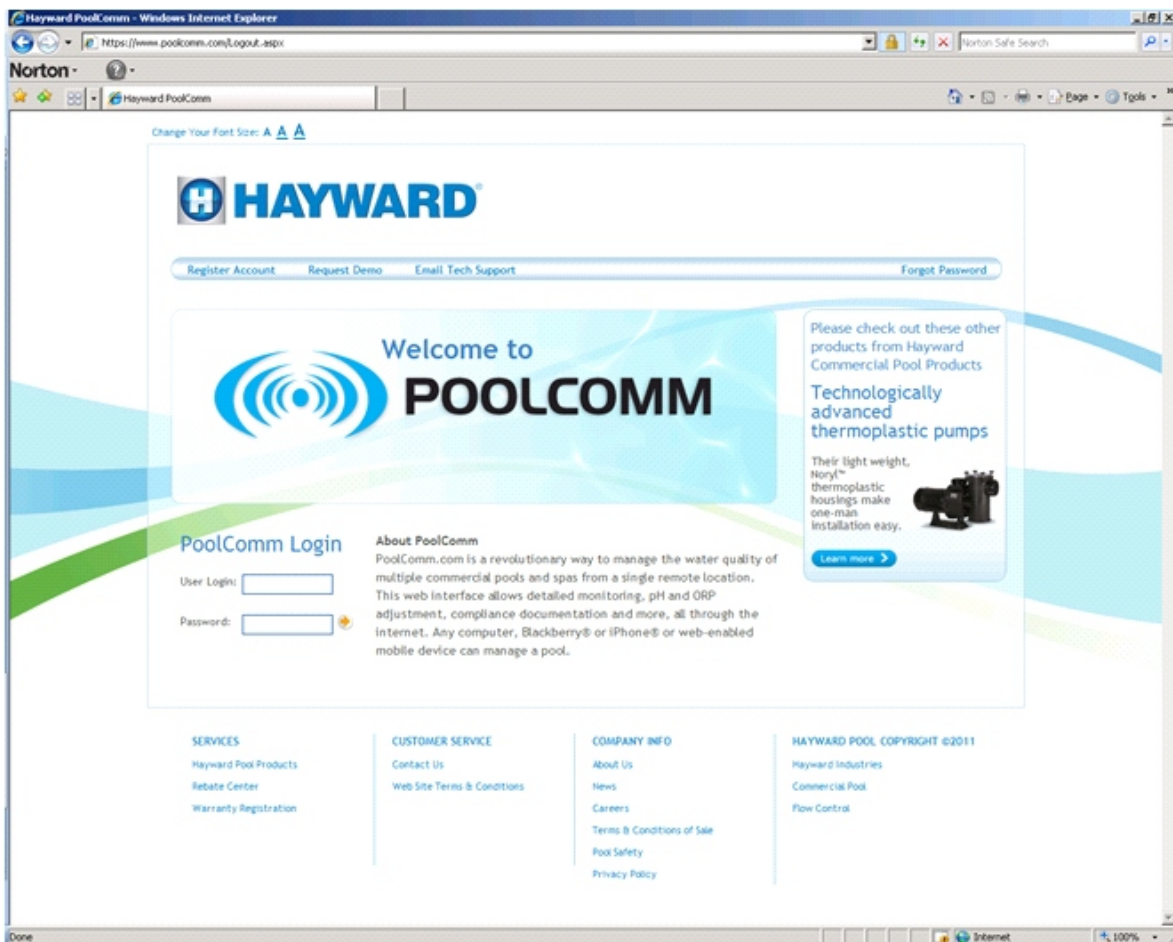 Hayward PoolComm - Windows Internet Explorer
https://www.poolcomm.com/Logout.aspx
Norton Safe Search
Norton
Hayward PoolComm
Page
Tools
Change Your Font Size: A A A
H HAYWARD®
Register Account Request Demo Email Tech Support Forgot Password
Welcome to
POOLCOMM
Please check out these other
products from Hayward
Commercial Pool Products
Technologically
advanced
thermoplastic pumps
Their light weight,
Noryl™
thermoplastic
housings make
one-man
installation easy.
Learn more
PoolComm Login
User Login:
Password:
About PoolComm
PoolComm.com is a revolutionary way to manage the water quality of
multiple commercial pools and spas from a single remote location.
This web interface allows detailed monitoring, pH and ORP
adjustment, compliance documentation and more, all through the
internet. Any computer, Blackberry® or iPhone® or web-enabled
mobile device can manage a pool.
SERVICES
Hayward Pool Products
Rebate Center
Warranty Registration
CUSTOMER SERVICE
Contact Us
Web Site Terms & Conditions
COMPANY INFO
About Us
News
Careers
Terms & Conditions of Sale
Pool Safety
Privacy Policy
HAYWARD POOL COPYRIGHT ©2011
Hayward Industries
Commercial Pool
Flow Control
Done
Internet
100%